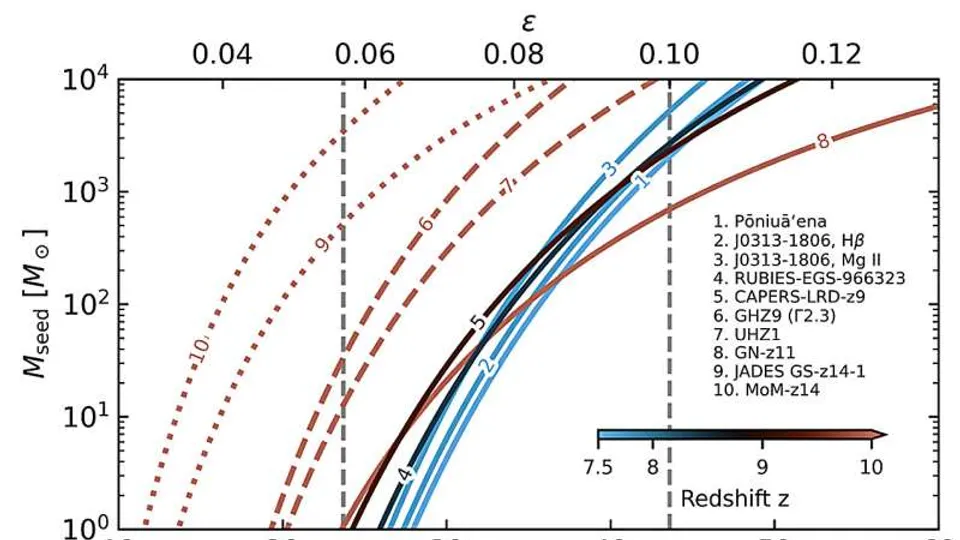 ε
0.04 0.06 0.08 0.10 0.12
10⁴
10³
10²
10¹
10⁰
M_seed [M_⊙]
1. Pōniuāʻena
2. J0313-1806, Hβ
3. J0313-1806, Mg II
4. RUBIES-EGS-966323
5. CAPERS-LRD-z9
6. GHZ9 (Γ2.3)
7. UHZ1
8. GN-z11
9. JADES GS-z14-1
10. MoM-z14
7.5 8 9 10
Redshift z
8
3
1
7
6
9
5
10
2
4